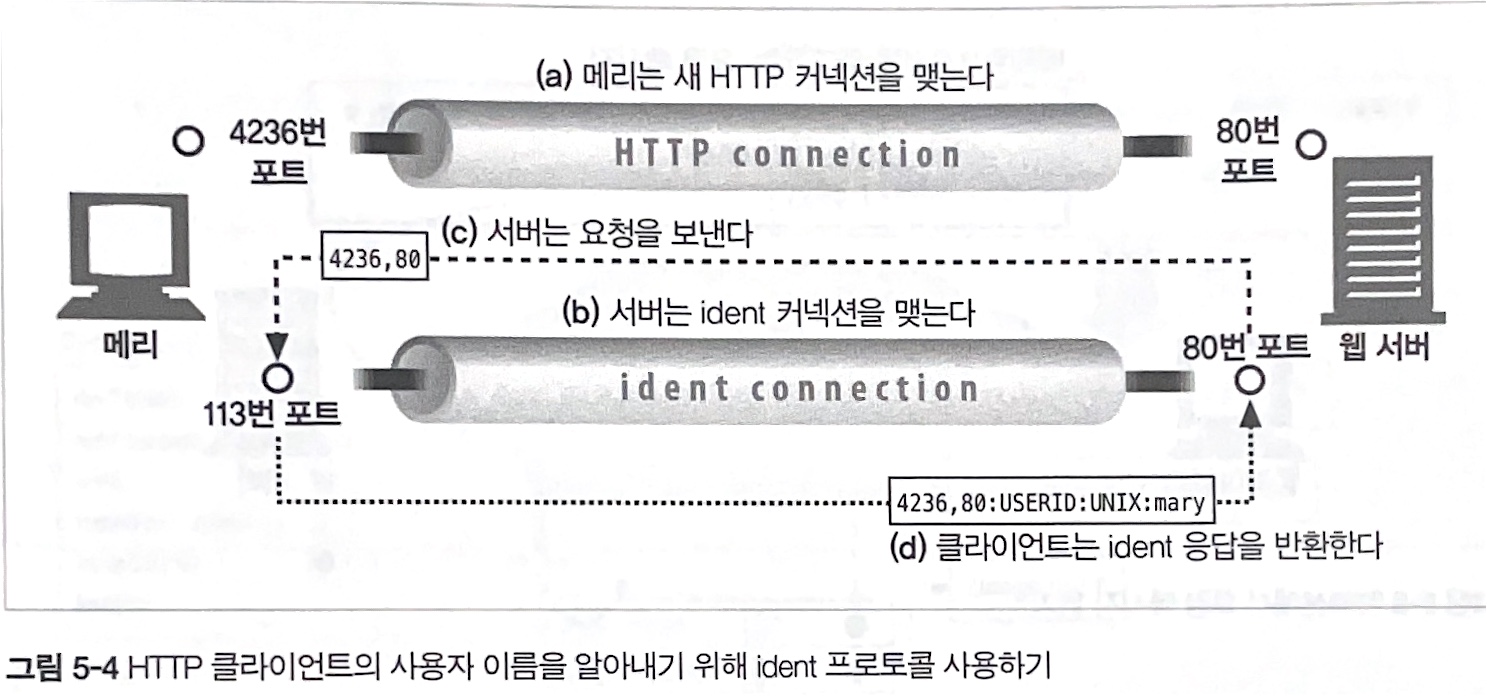 (a) 메리는 새 HTTP 커넥션을 맺는다
4236번
포트
HTTP connection
80번
포트
(c) 서버는 요청을 보낸다
4236,80
메리
(b) 서버는 ident 커넥션을 맺는다
80번 포트
웹 서버
ident connection
113번 포트
4236,80:USERID:UNIX:mary
(d) 클라이언트는 ident 응답을 반환한다
그림 5-4 HTTP 클라이언트의 사용자 이름을 알아내기 위해 ident 프로토콜 사용하기